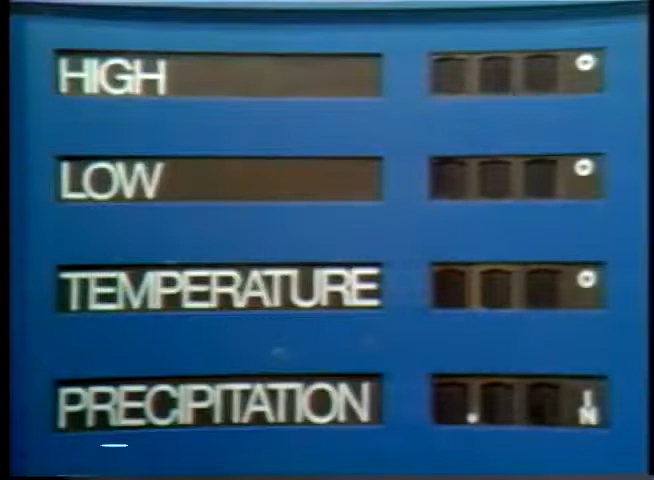 HIGH °
LOW °
TEMPERATURE °
PRECIPITATION . IN